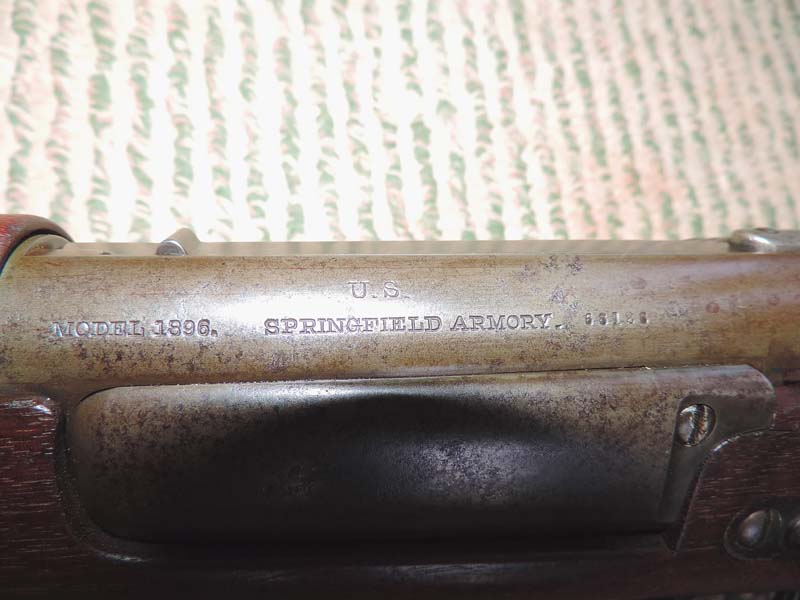 U.S.
MODEL 1896. SPRINGFIELD ARMORY.